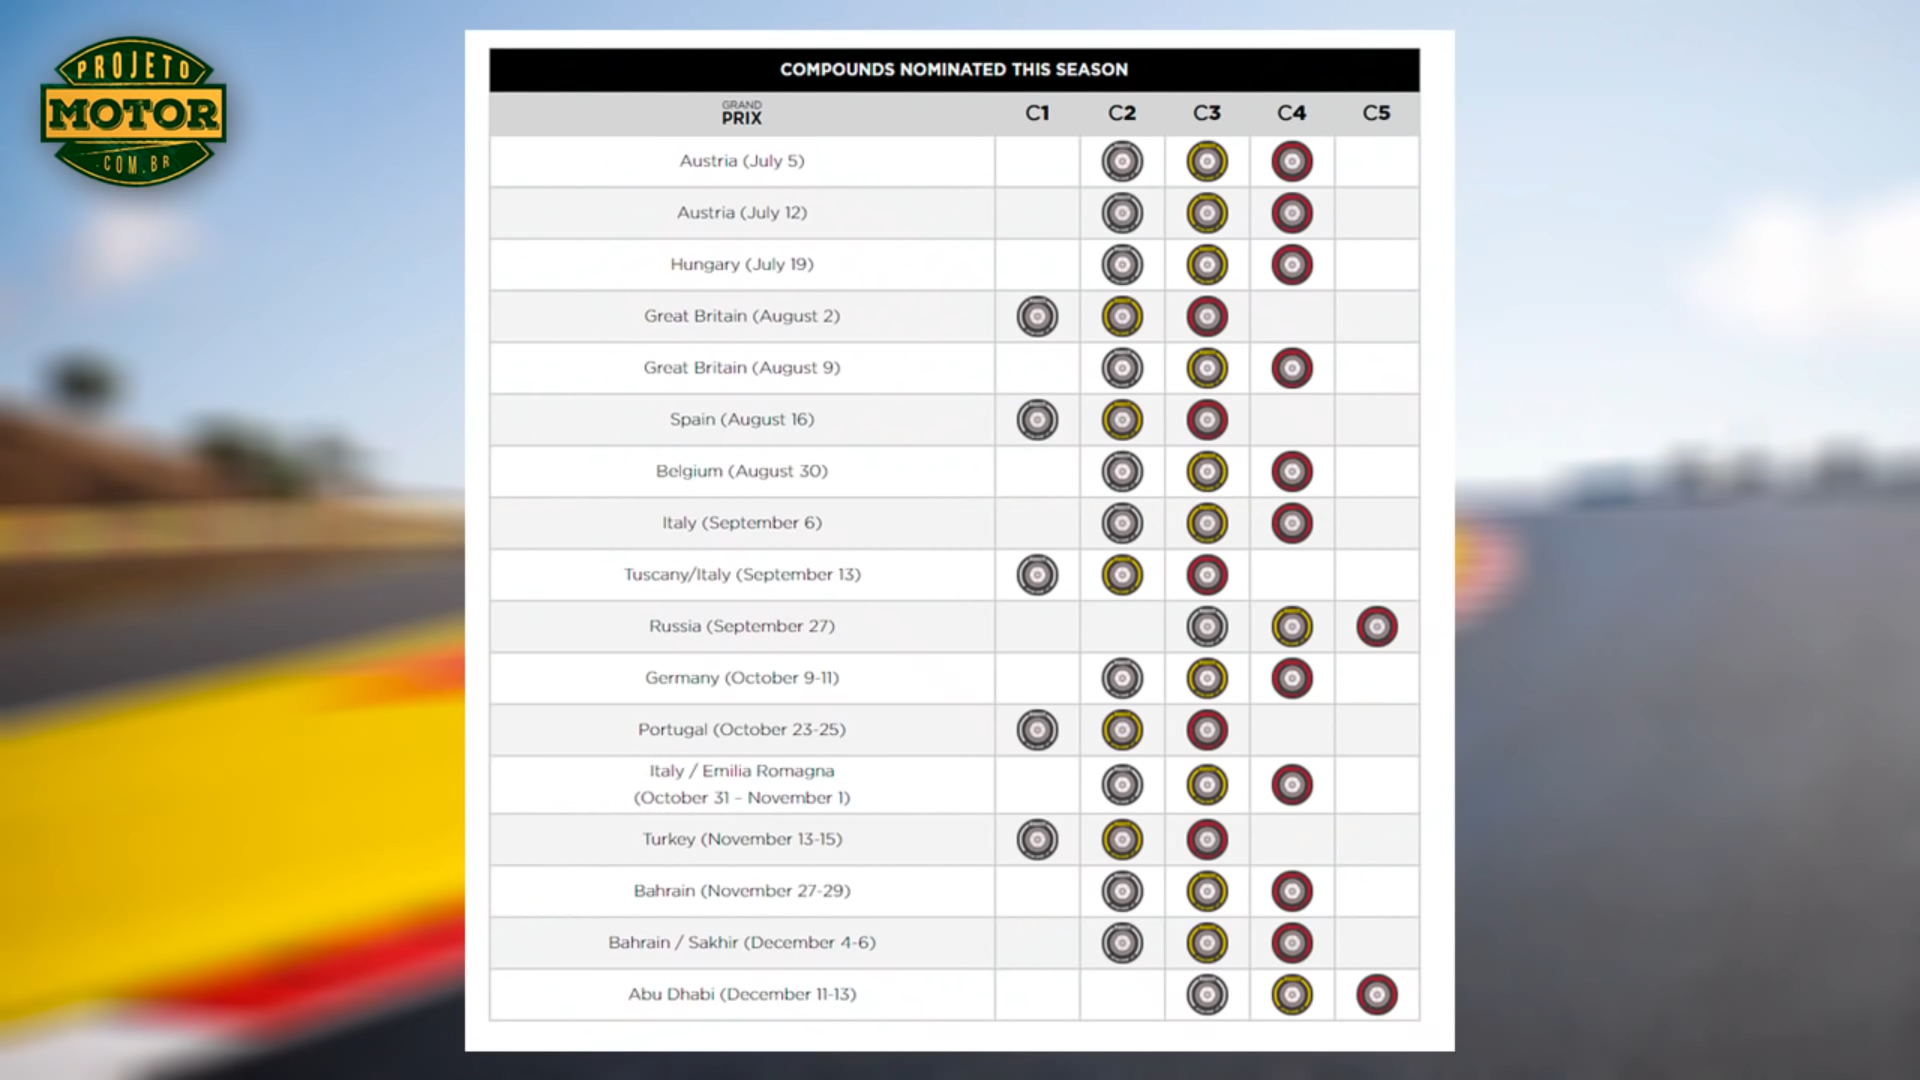 PROJETO
MOTOR
.COM.BR
COMPOUNDS NOMINATED THIS SEASON
GRAND
PRIX
C1 C2 C3 C4 C5
Austria (July 5)
Austria (July 12)
Hungary (July 19)
Great Britain (August 2)
Great Britain (August 9)
Spain (August 16)
Belgium (August 30)
Italy (September 6)
Tuscany/Italy (September 13)
Russia (September 27)
Germany (October 9-11)
Portugal (October 23-25)
Italy / Emilia Romagna
(October 31 – November 1)
Turkey (November 13-15)
Bahrain (November 27-29)
Bahrain / Sakhir (December 4-6)
Abu Dhabi (December 11-13)